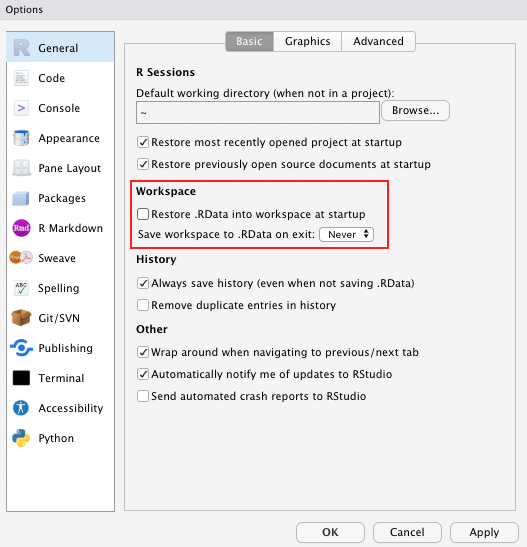 Options
General
Code
Console
Appearance
Pane Layout
Packages
R Markdown
Sweave
Spelling
Git/SVN
Publishing
Terminal
Accessibility
Python
Basic Graphics Advanced
R Sessions
Default working directory (when not in a project):
~ Browse...
Restore most recently opened project at startup
Restore previously open source documents at startup
Workspace
Restore .RData into workspace at startup
Save workspace to .RData on exit: Never
History
Always save history (even when not saving .RData)
Remove duplicate entries in history
Other
Wrap around when navigating to previous/next tab
Automatically notify me of updates to RStudio
Send automated crash reports to RStudio
OK Cancel Apply